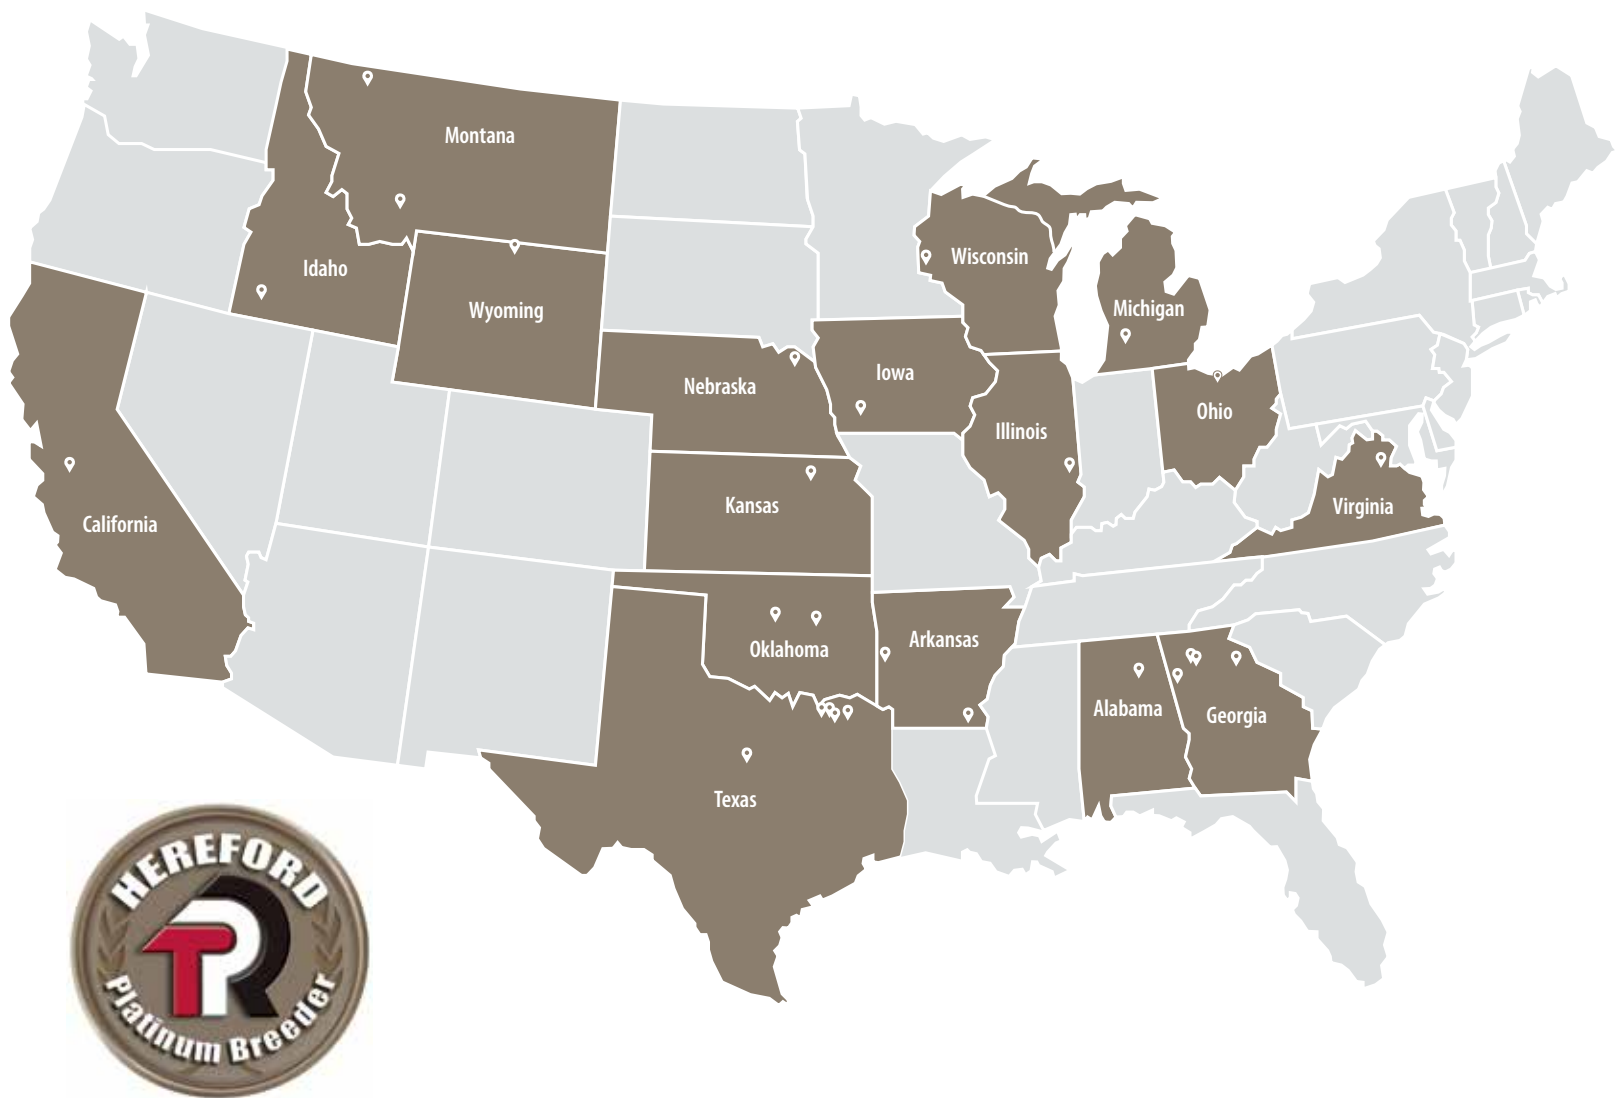 Montana
Idaho
Wyoming
Wisconsin
Michigan
Nebraska
Iowa
Illinois
Ohio
California
Kansas
Virginia
Oklahoma
Arkansas
Alabama
Georgia
Texas
HEREFORD
TPR
Platinum Breeder